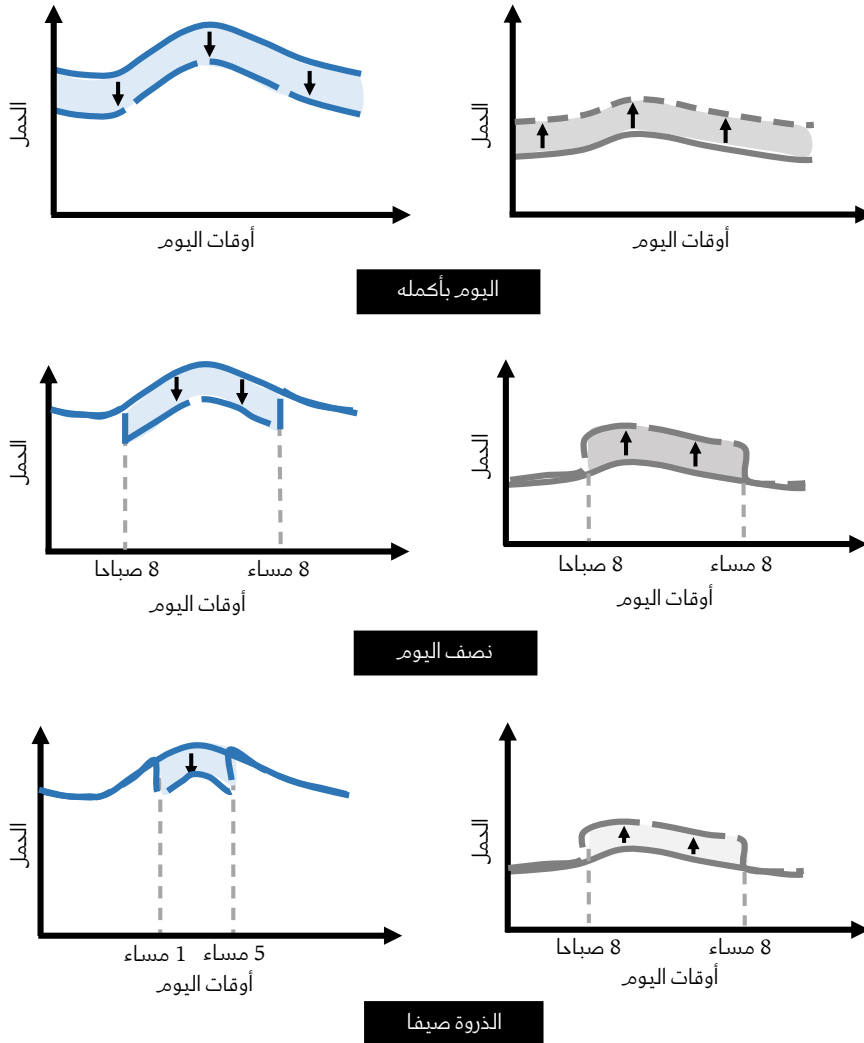 الحمل
أوقات اليوم
الحمل
أوقات اليوم
اليوم بأكمله
الحمل
8 صباحا
8 مساء
أوقات اليوم
الحمل
8 صباحا
8 مساء
أوقات اليوم
نصف اليوم
الحمل
1 مساء
5 مساء
أوقات اليوم
الحمل
8 صباحا
8 مساء
أوقات اليوم
الذروة صيفا